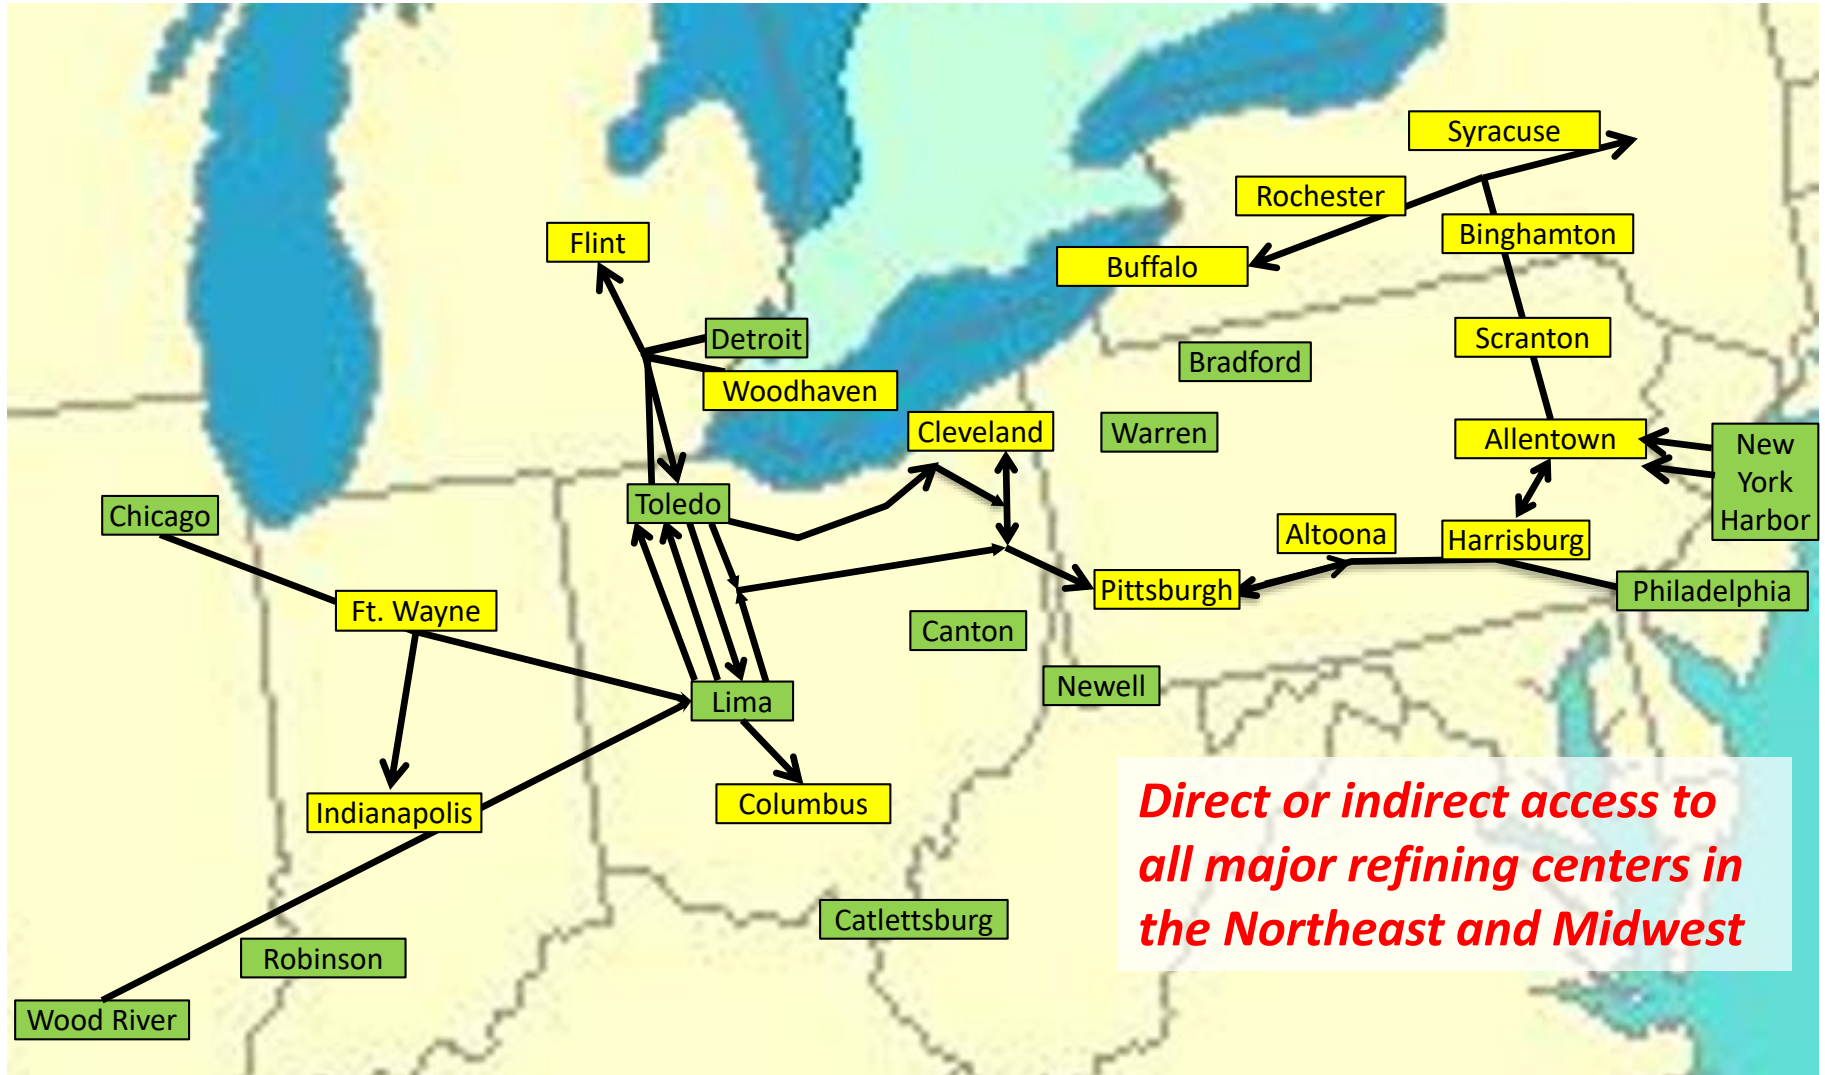 Syracuse
Rochester
Binghamton
Flint
Buffalo
Detroit
Scranton
Bradford
Woodhaven
Cleveland
Warren
Allentown
New
York
Harbor
Toledo
Chicago
Altoona
Harrisburg
Pittsburgh
Philadelphia
Ft. Wayne
Canton
Newell
Lima
Indianapolis
Columbus
Direct or indirect access to
all major refining centers in
the Northeast and Midwest
Catlettsburg
Robinson
Wood River